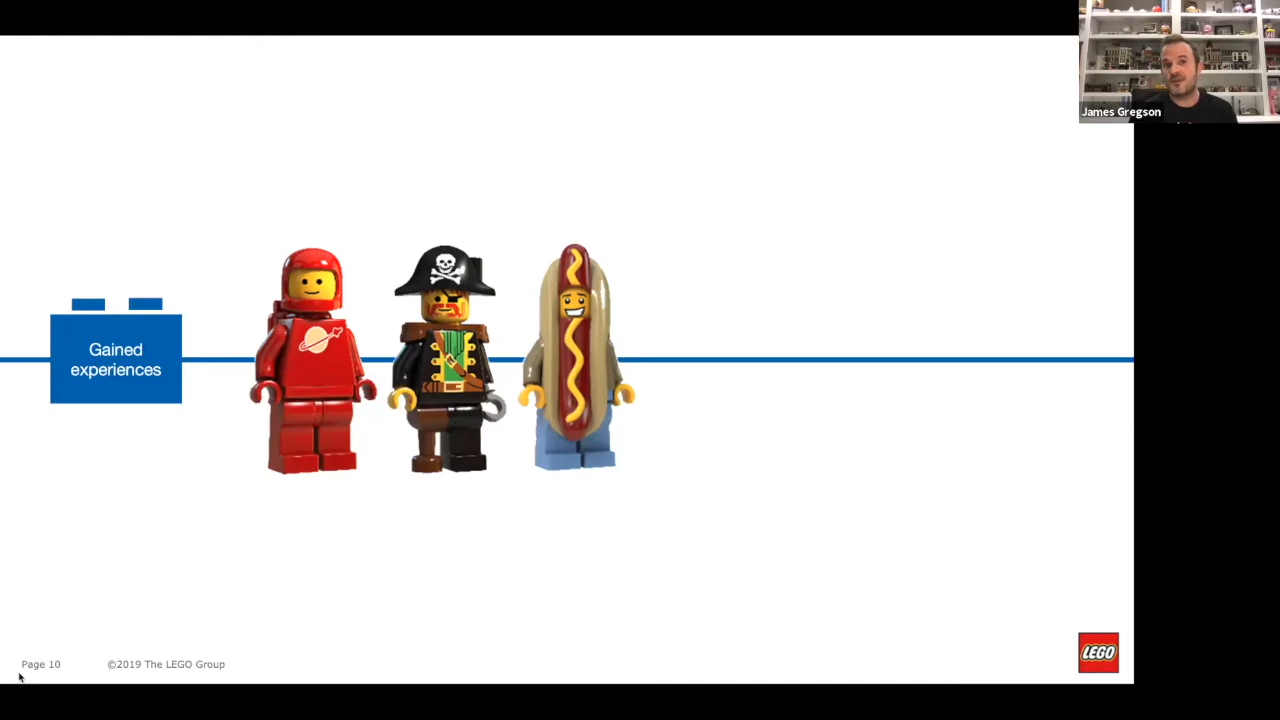 James Gregson
Gained
experiences
Page 10
©2019 The LEGO Group
LEGO